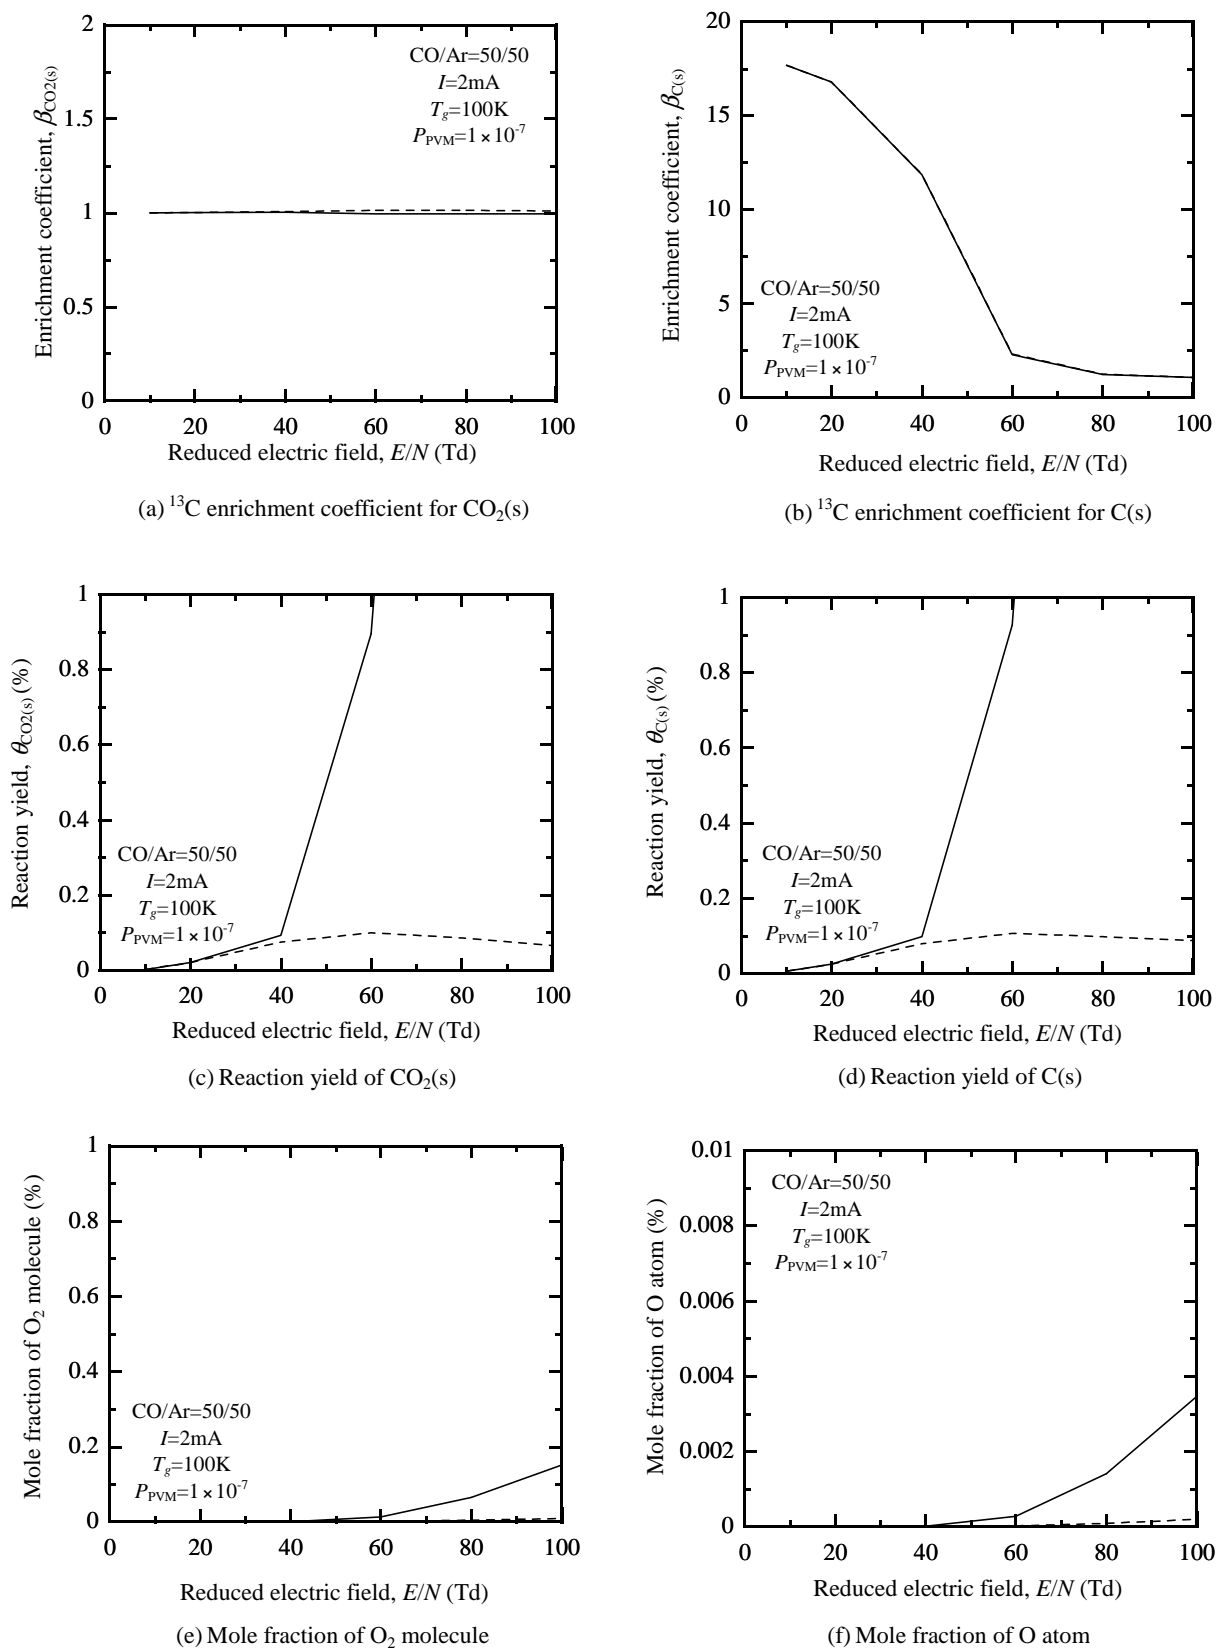 2
1.5
1
0.5
0
0 20 40 60 80 100
Enrichment coefficient, βCO2(s)
CO/Ar=50/50
I=2mA
Tg=100K
PPVM=1×10-7
Reduced electric field, E/N (Td)
(a) 13C enrichment coefficient for CO2(s)
20
15
10
5
0
0 20 40 60 80 100
Enrichment coefficient, βC(s)
CO/Ar=50/50
I=2mA
Tg=100K
PPVM=1×10-7
Reduced electric field, E/N (Td)
(b) 13C enrichment coefficient for C(s)
1
0.8
0.6
0.4
0.2
0
0 20 40 60 80 100
Reaction yield, θCO2(s) (%)
CO/Ar=50/50
I=2mA
Tg=100K
PPVM=1×10-7
Reduced electric field, E/N (Td)
(c) Reaction yield of CO2(s)
1
0.8
0.6
0.4
0.2
0
0 20 40 60 80 100
Reaction yield, θC(s) (%)
CO/Ar=50/50
I=2mA
Tg=100K
PPVM=1×10-7
Reduced electric field, E/N (Td)
(d) Reaction yield of C(s)
1
0.8
0.6
0.4
0.2
0
0 20 40 60 80 100
Mole fraction of O2 molecule (%)
CO/Ar=50/50
I=2mA
Tg=100K
PPVM=1×10-7
Reduced electric field, E/N (Td)
(e) Mole fraction of O2 molecule
0.01
0.008
0.006
0.004
0.002
0
0 20 40 60 80 100
Mole fraction of O atom (%)
CO/Ar=50/50
I=2mA
Tg=100K
PPVM=1×10-7
Reduced electric field, E/N (Td)
(f) Mole fraction of O atom